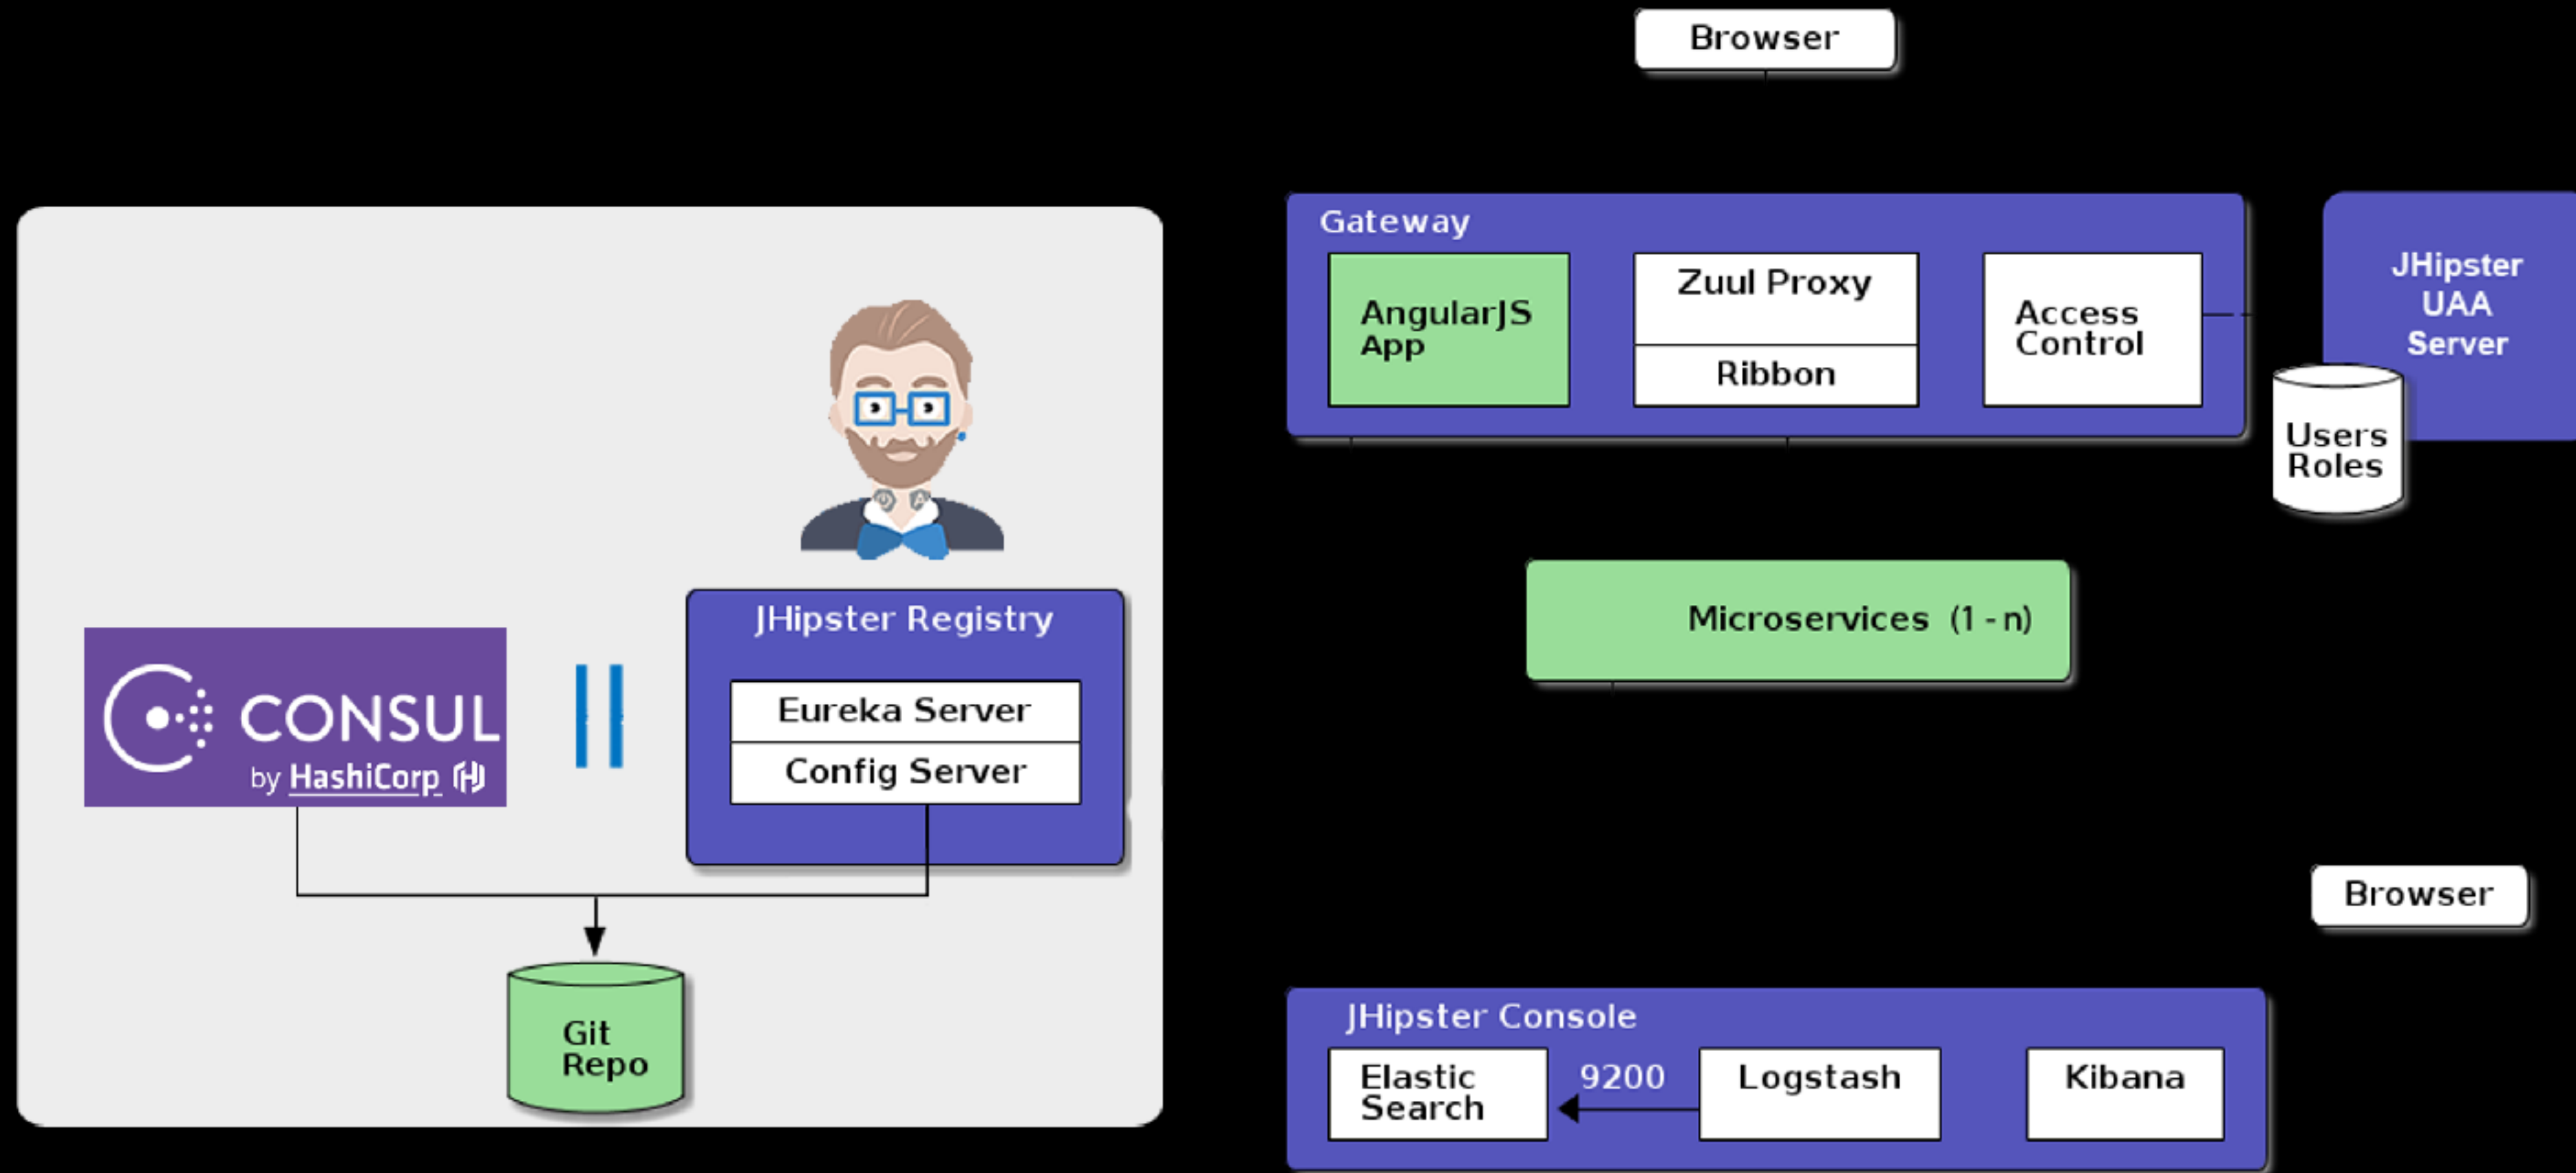 Browser
Gateway
AngularJS
App
Zuul Proxy
Ribbon
Access
Control
JHipster
UAA
Server
Users
Roles
JHipster Registry
Eureka Server
Config Server
CONSUL
by HashiCorp
Git
Repo
Microservices (1 - n)
Browser
JHipster Console
Elastic
Search
9200
Logstash
Kibana